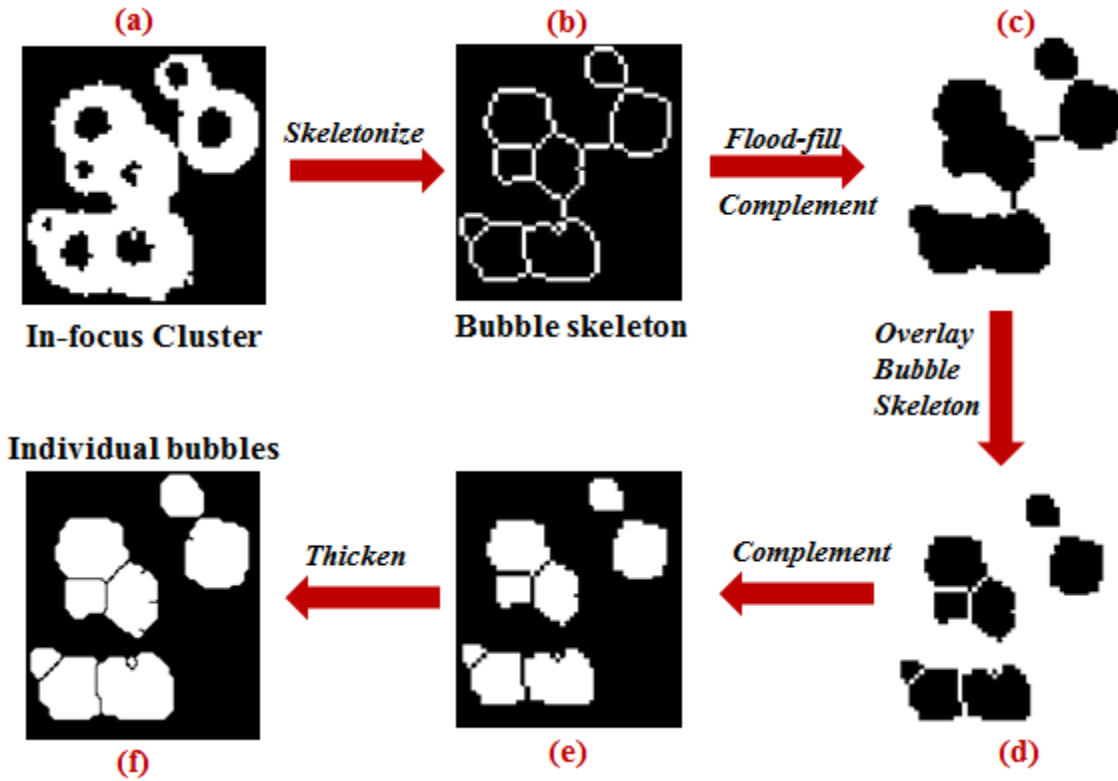 (a)
(b)
(c)
Skeletonize
Flood-fill
Complement
In-focus Cluster
Bubble skeleton
Overlay
Bubble
Skeleton
Individual bubbles
Thicken
Complement
(f)
(e)
(d)